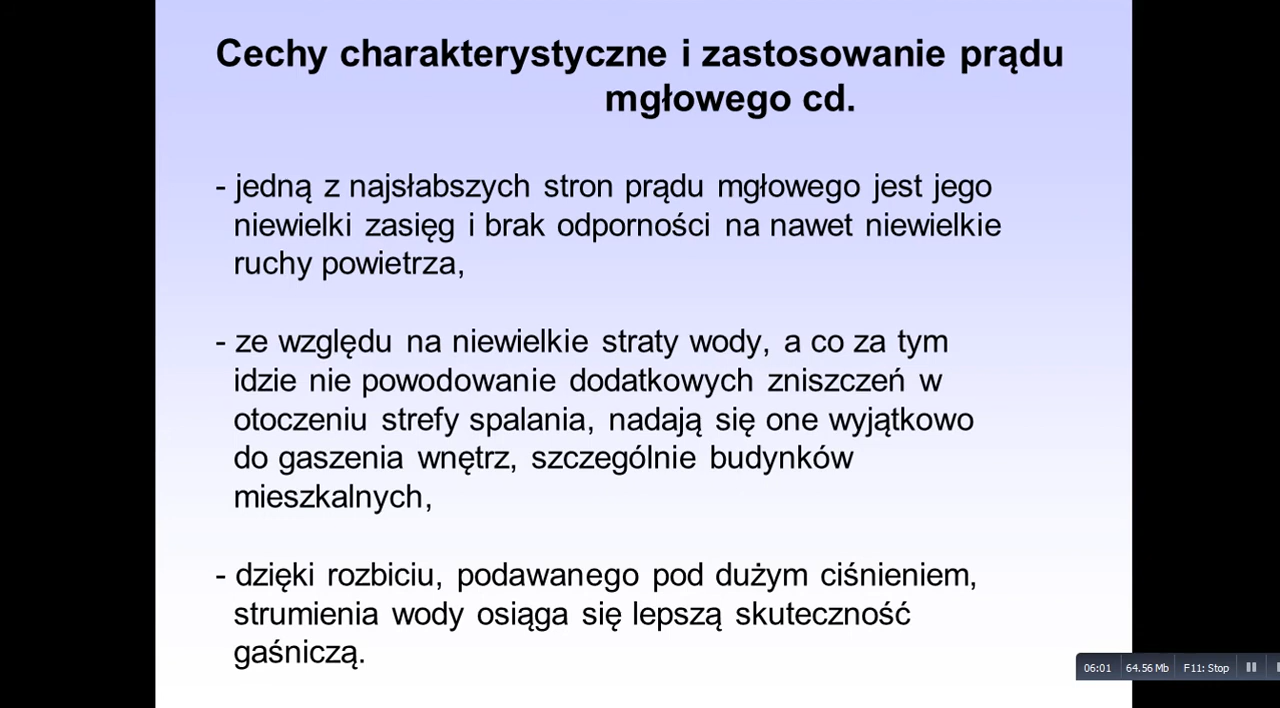 Cechy charakterystyczne i zastosowanie prądu
mgłowego cd.
- jedną z najsłabszych stron prądu mgłowego jest jego
niewielki zasięg i brak odporności na nawet niewielkie
ruchy powietrza,
- ze względu na niewielkie straty wody, a co za tym
idzie nie powodowanie dodatkowych zniszczeń w
otoczeniu strefy spalania, nadają się one wyjątkowo
do gaszenia wnętrz, szczególnie budynków
mieszkalnych,
- dzięki rozbiciu, podawanego pod dużym ciśnieniem,
strumienia wody osiąga się lepszą skuteczność
gaśniczą.
06:01 64.56 Mb F11: Stop